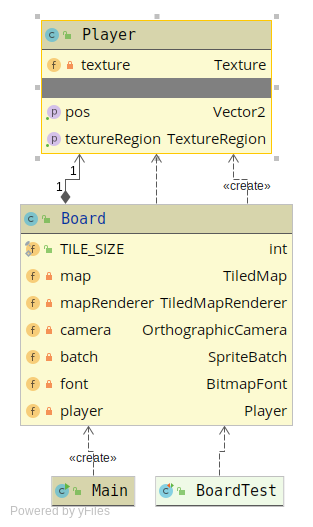 Player
texture Texture
pos Vector2
textureRegion TextureRegion
1
1
«create»
Board
TILE_SIZE int
map TiledMap
mapRenderer TiledMapRenderer
camera OrthographicCamera
batch SpriteBatch
font BitmapFont
player Player
«create»
Main BoardTest
Powered by yFiles